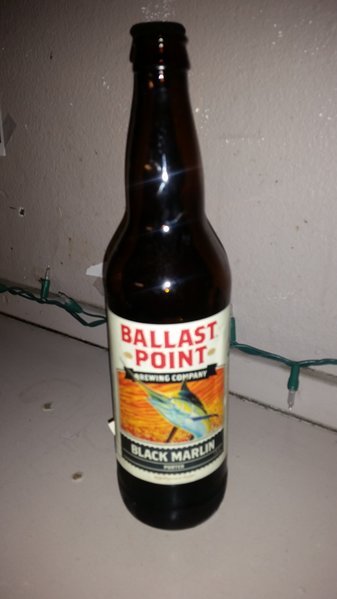 BALLAST
POINT
BREWING COMPANY
BLACK MARLIN
PORTER